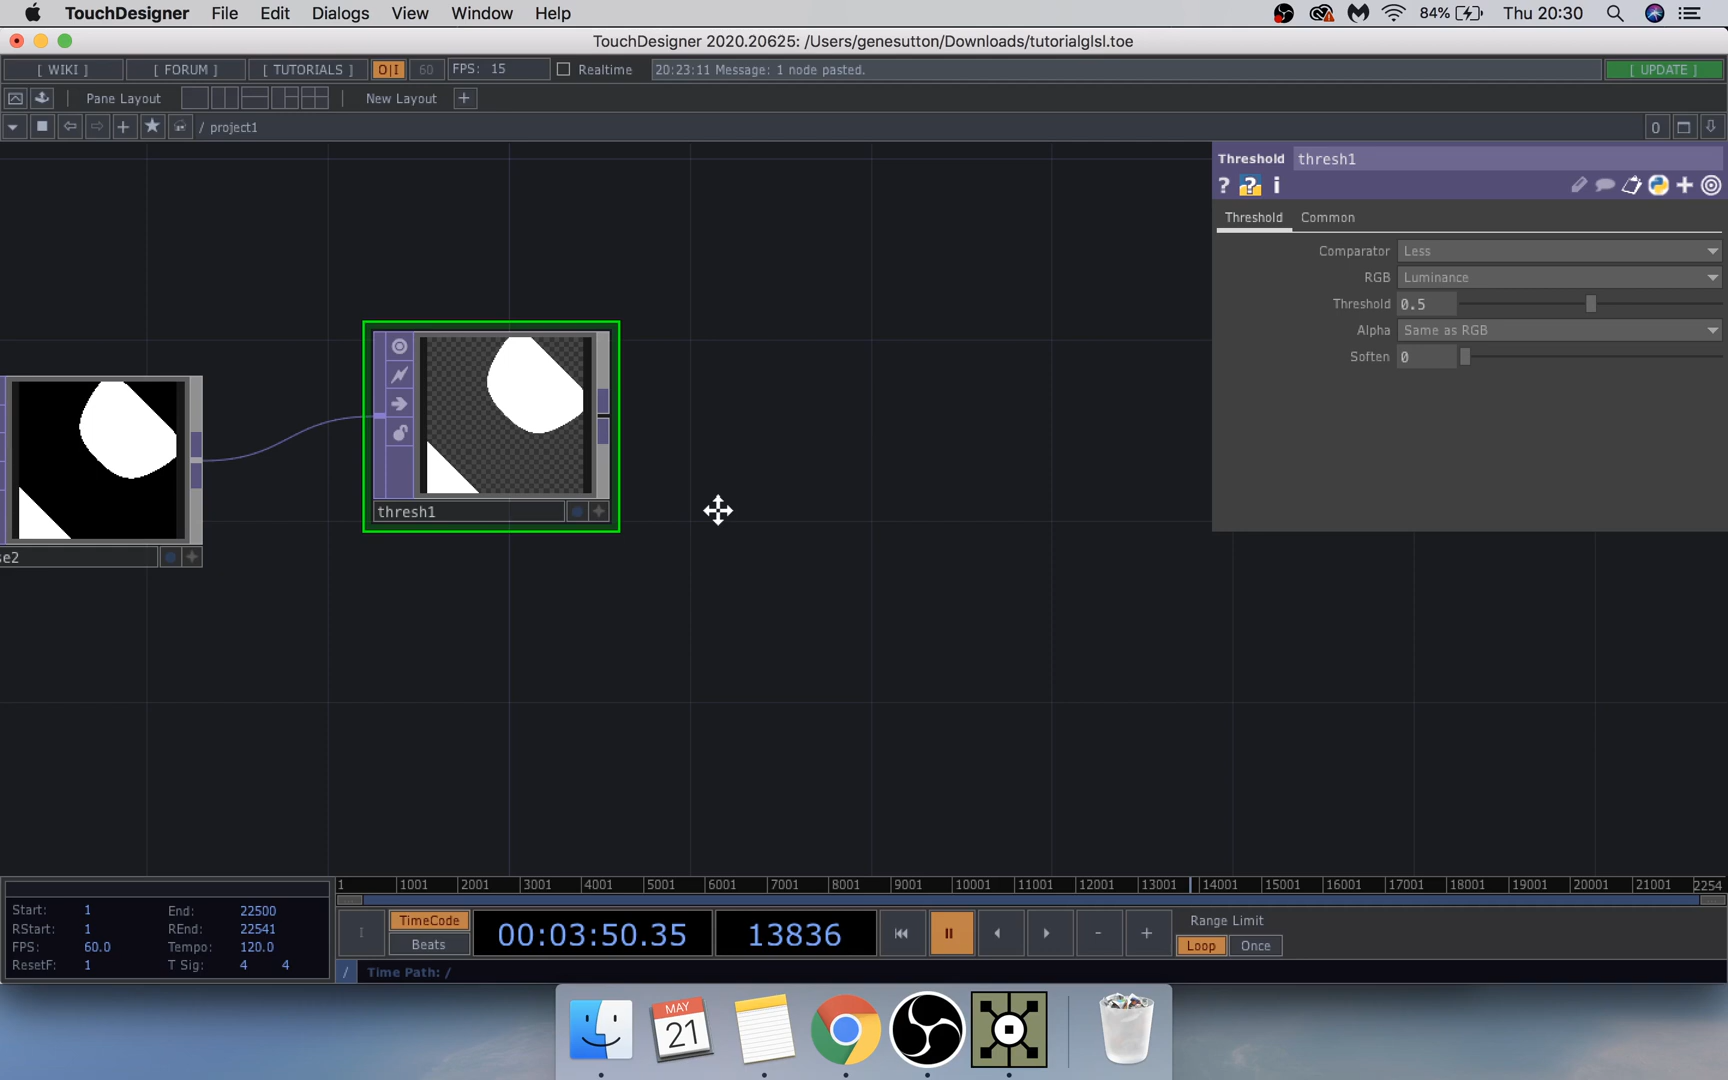 TouchDesigner File Edit Dialogs View Window Help 84% Thu 20:30
TouchDesigner 2020.20625: /Users/genesutton/Downloads/tutorialglsl.toe
[ WIKI ] [ FORUM ] [ TUTORIALS ] O|I 60 FPS: 15 Realtime 20:23:11 Message: 1 node pasted. [ UPDATE ]
Pane Layout New Layout +
/ project1 0
Threshold thresh1
? ? i
Threshold Common
Comparator Less
RGB Luminance
Threshold 0.5
Alpha Same as RGB
Soften 0
thresh1
se2
1 1001 2001 3001 4001 5001 6001 7001 8001 9001 10001 11001 12001 13001 14001 15001 16001 17001 18001 19001 20001 21001 2254
Start: 1 End: 22500
RStart: 1 REnd: 22541
FPS: 60.0 Tempo: 120.0
ResetF: 1 T Sig: 4 4
TimeCode
Beats
00:03:50.35 13836
- +
Range Limit
Loop Once
/ Time Path: /
MAY
21